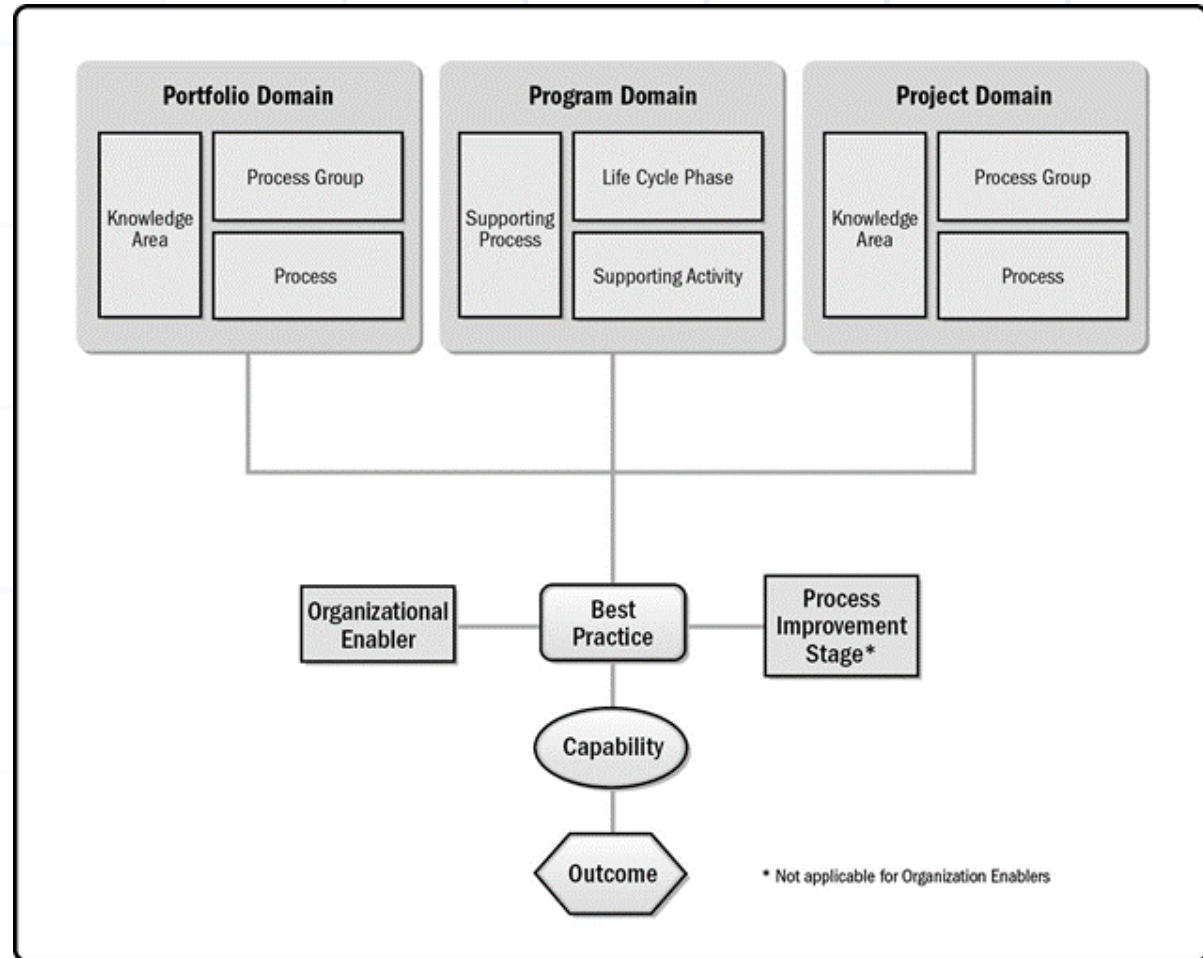 Portfolio Domain
Knowledge
Area
Process Group
Process
Program Domain
Supporting
Process
Life Cycle Phase
Supporting Activity
Project Domain
Knowledge
Area
Process Group
Process
Organizational
Enabler
Best
Practice
Process
Improvement
Stage*
Capability
Outcome
* Not applicable for Organization Enablers